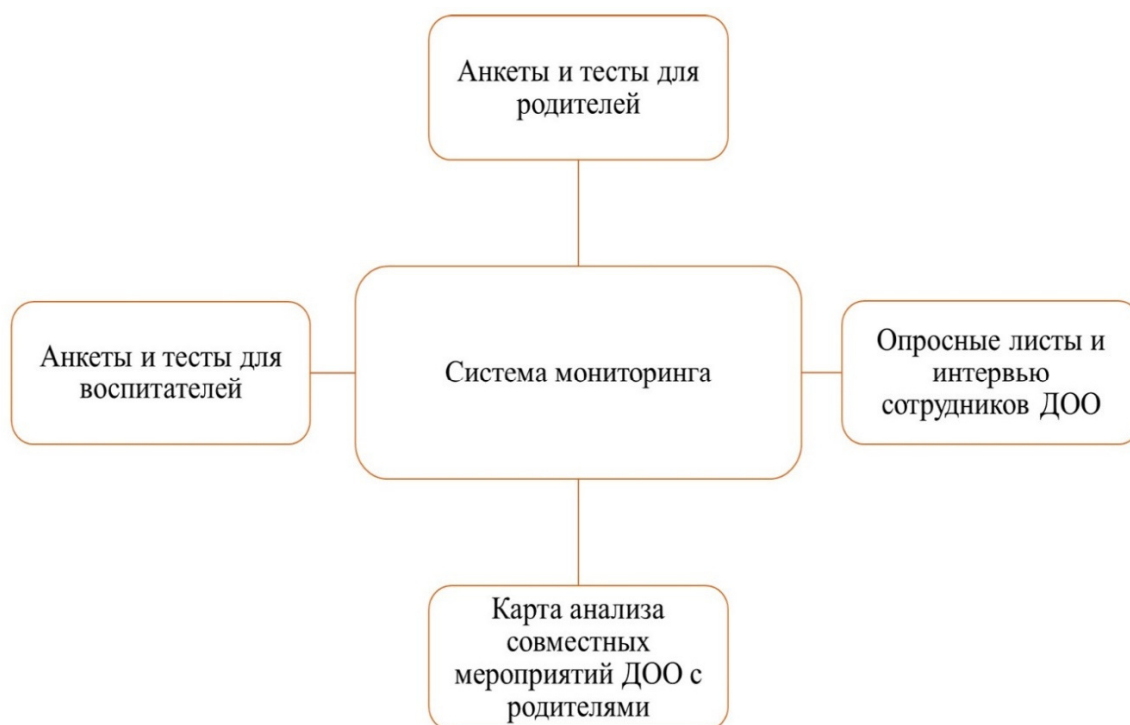 Анкеты и тесты для
родителей
Анкеты и тесты для
воспитателей
Система мониторинга
Опросные листы и
интервью
сотрудников ДОО
Карта анализа
совместных
мероприятий ДОО с
родителями